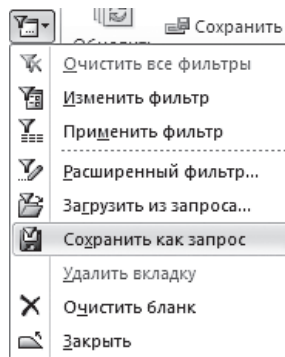 Сохранить
Очистить все фильтры
Изменить фильтр
Применить фильтр
Расширенный фильтр...
Загрузить из запроса...
Сохранить как запрос
Удалить вкладку
Очистить бланк
Закрыть